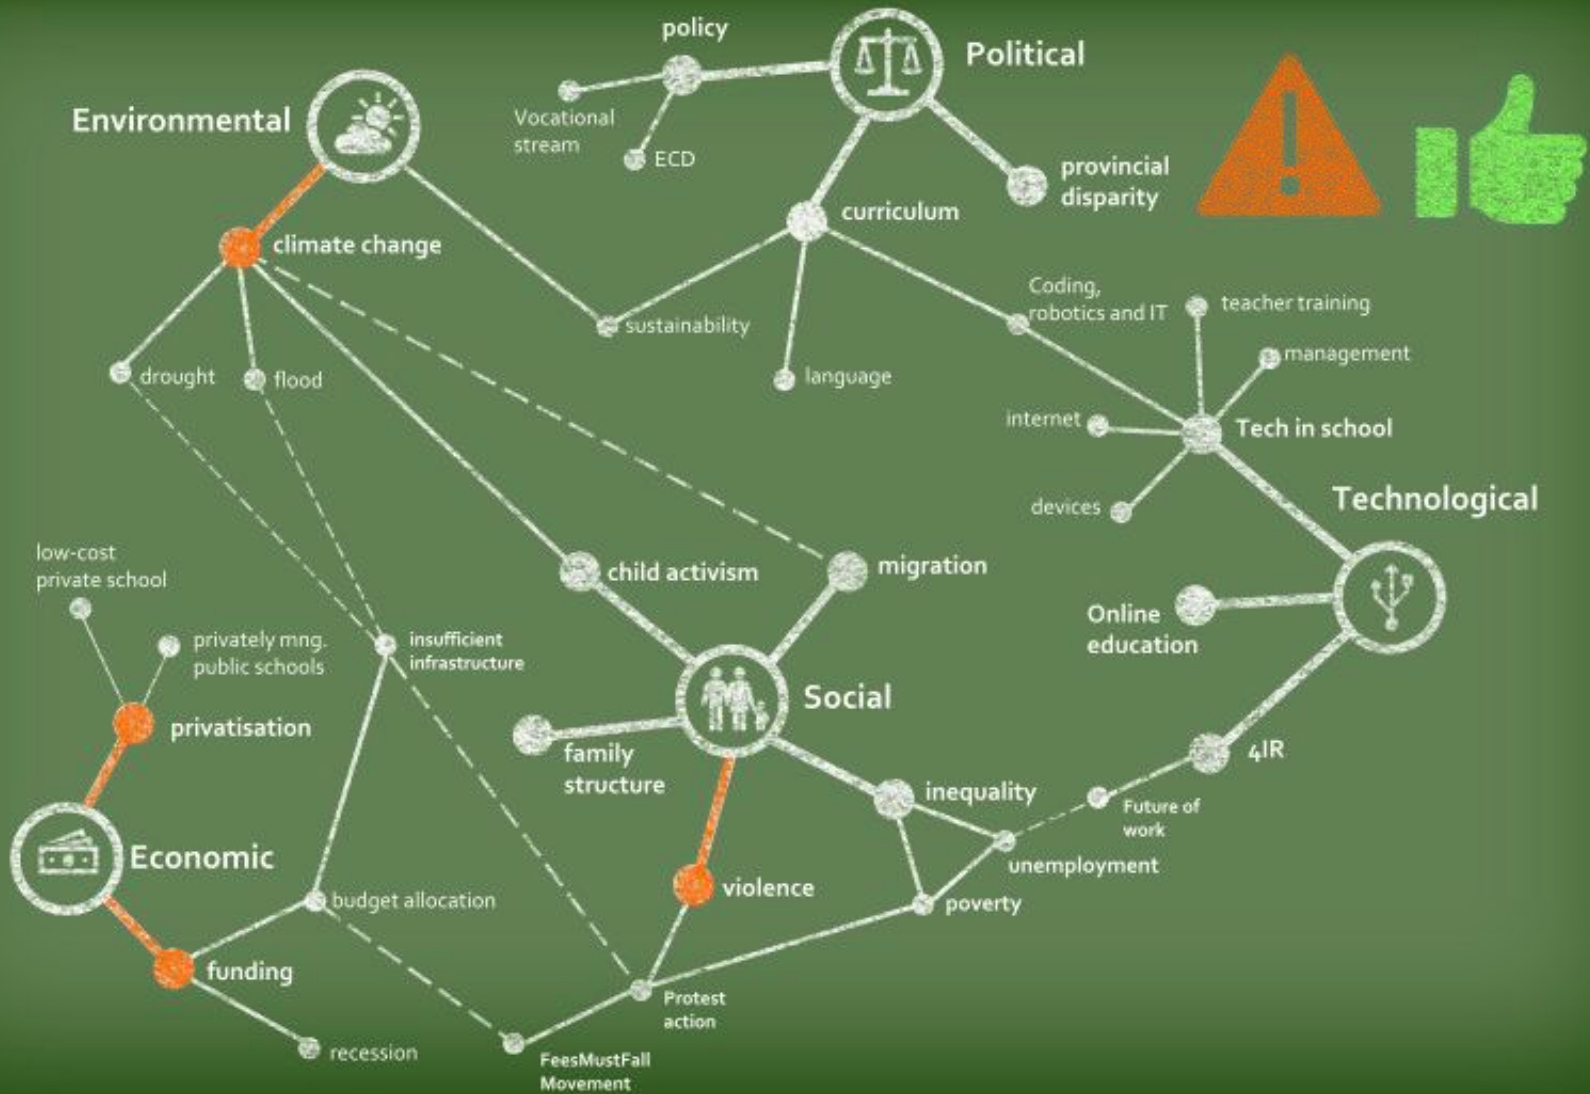 policy
Political
Environmental
Vocational
stream
ECD
provincial
disparity
curriculum
climate change
Coding,
robotics and IT
teacher training
sustainability
management
drought
flood
language
internet
Tech in school
devices
Technological
low-cost
private school
child activism
migration
Online
education
privately mng.
public schools
insufficient
infrastructure
Social
privatisation
family
structure
4IR
inequality
Future of
work
Economic
unemployment
violence
budget allocation
poverty
funding
Protest
action
recession
FeesMustFall
Movement